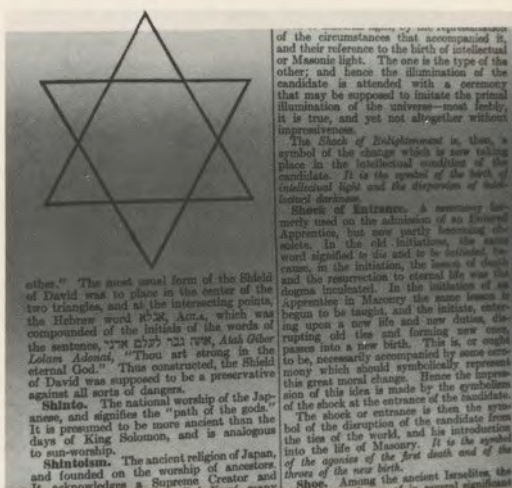 other." The most usual form of the Shield
of David was to place in the center of the
two triangles, and at the intersecting points,
the Hebrew word אגלא, AGLA, which was
compounded of the initials of the words of
the sentence, אתה גבר לעלם אדני, Atah Giber
Lolam Adonai, "Thou art strong in the
eternal God." Thus constructed, the Shield
of David was supposed to be a preservative
against all sorts of dangers.
Shinto. The national worship of the Jap-
anese, and signifies the "path of the gods."
It is presumed to be more ancient than the
days of King Solomon, and is analogous
to sun-worship.
Shintoism. The ancient religion of Japan,
and founded on the worship of ancestors.
It acknowledges a Supreme Creator and
of the circumstances that accompanied it,
and their reference to the birth of intellectual
or Masonic light. The one is the type of the
other; and hence the illumination of the
candidate is attended with a ceremony
that may be supposed to imitate the primal
illumination of the universe—most feebly,
it is true, and yet not altogether without
impressiveness.
The Shock of Enlightenment is, then, a
symbol of the change which is now taking
place in the intellectual condition of the
candidate. It is the symbol of the birth of
intellectual light and the dispersion of intel-
lectual darkness.
Shock of Entrance. A ceremony for-
merly used on the admission of an Entered
Apprentice, but now partly becoming ob-
solete. In the old initiations, the same
word signified to die and to be initiated, be-
cause, in the initiation, the lesson of death
and the resurrection to eternal life was the
dogma inculcated. In the initiation of an
Apprentice in Masonry the same lesson is
begun to be taught, and the initiate, enter-
ing upon a new life and new duties, dis-
rupting old ties and forming new ones,
passes into a new birth. This is, or ought
to be, necessarily accompanied by some cere-
mony which should symbolically represent
this great moral change. Hence the impres-
sion of this idea is made by the symbolism
of the shock at the entrance of the candidate.
The shock or entrance is then the sym-
bol of the disruption of the candidate from
the ties of the world, and his introduction
into the life of Masonry. It is the symbol
of the agonies of the first death and of the
throes of the new birth.
Shoe. Among the ancient Israelites, the
in several significant